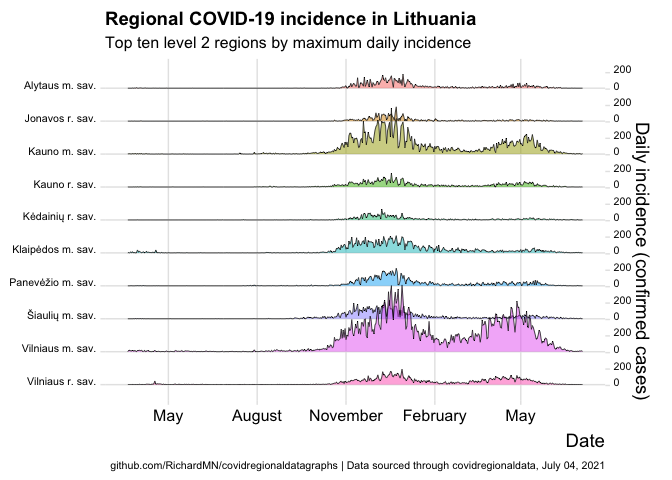 Regional COVID-19 incidence in Lithuania
Top ten level 2 regions by maximum daily incidence
Alytaus m. sav.
Jonavos r. sav.
Kauno m. sav.
Kauno r. sav.
Kėdainių r. sav.
Klaipėdos m. sav.
Panevėžio m. sav.
Šiaulių m. sav.
Vilniaus m. sav.
Vilniaus r. sav.
200
0
200
0
200
0
200
0
200
0
200
0
200
0
200
0
200
0
200
0
Daily incidence (confirmed cases)
May August November February May
Date
github.com/RichardMN/covidregionaldatagraphs | Data sourced through covidregionaldata, July 04, 2021